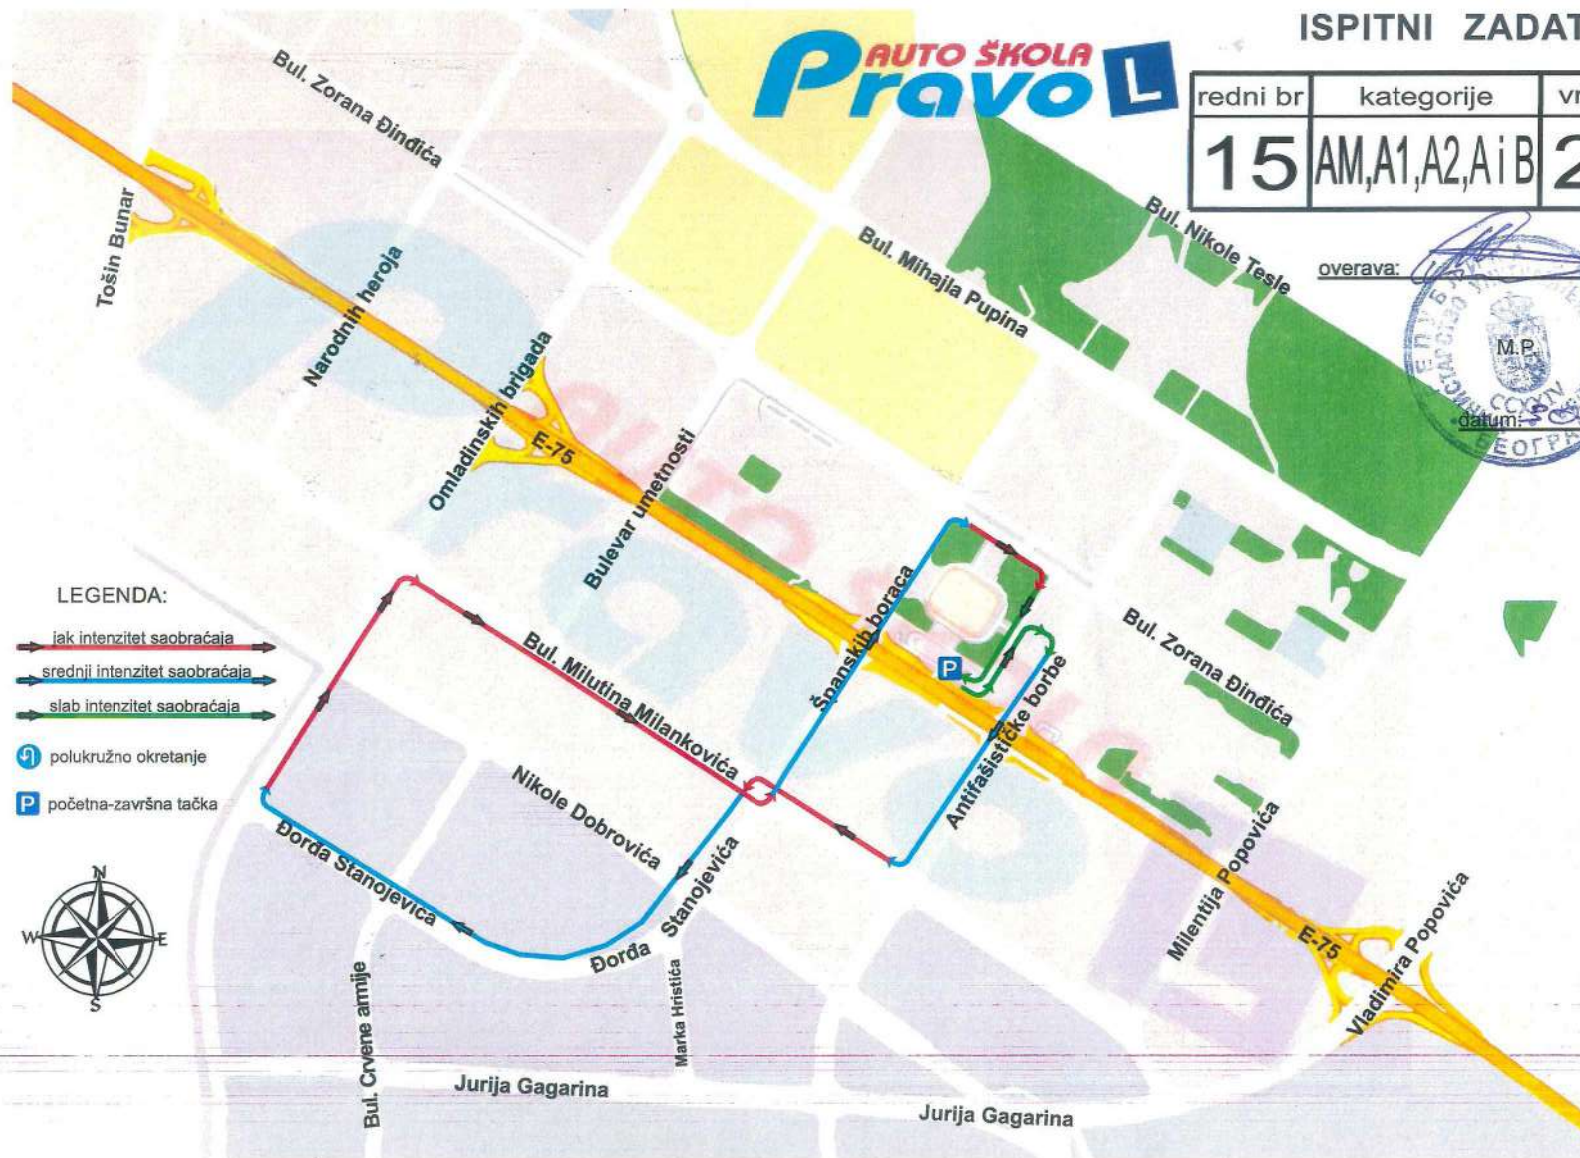 ISPITNI ZADAT
AUTO ŠKOLA
Pravo L
redni br
kategorije
15
AM,A1,A2,A i B
2
overava:
M.P.
datum:
Bul. Zorana Đinđića
Tošin Bunar
Narodnih heroja
Omladinskih brigada
E-75
Bulevar umetnosti
Bul. Mihajla Pupina
Bul. Nikole Tesle
LEGENDA:
jak intenzitet saobraćaja
srednji intenzitet saobraćaja
slab intenzitet saobraćaja
polukružno okretanje
P početna-završna tačka
Bul. Milutina Milankovića
Španskih boraca
P
Antifašističke borbe
Bul. Zorana Đinđića
Nikole Dobrovića
Đorđa Stanojevica
Đorđa Stanojevića
Milentija Popovića
E-75
Vladimira Popovića
N
W
E
S
Bul. Crvene armije
Marka Hristića
Jurija Gagarina
Jurija Gagarina